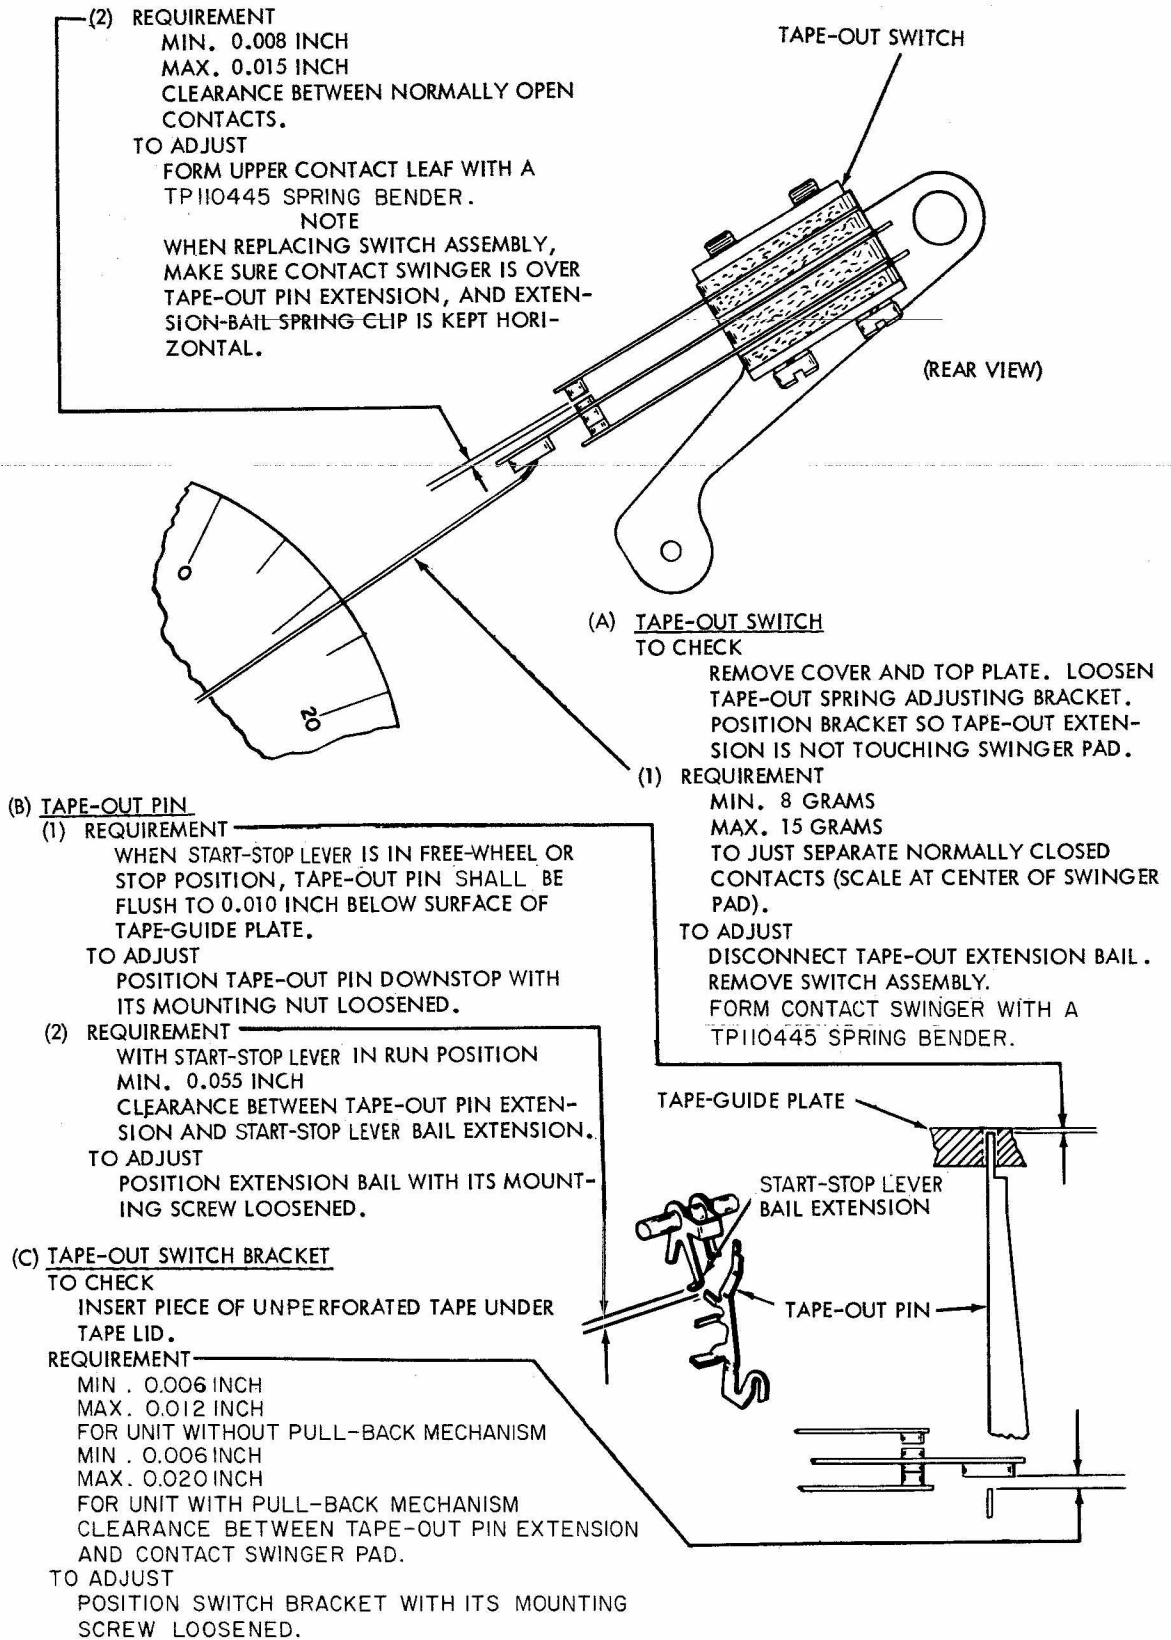 (2) REQUIREMENT
MIN. 0.008 INCH
MAX. 0.015 INCH
CLEARANCE BETWEEN NORMALLY OPEN
CONTACTS.
TO ADJUST
FORM UPPER CONTACT LEAF WITH A
TP110445 SPRING BENDER.
NOTE
WHEN REPLACING SWITCH ASSEMBLY,
MAKE SURE CONTACT SWINGER IS OVER
TAPE-OUT PIN EXTENSION, AND EXTEN-
SION-BAIL SPRING CLIP IS KEPT HORI-
ZONTAL.
TAPE-OUT SWITCH
(REAR VIEW)
0
20
(A) TAPE-OUT SWITCH
TO CHECK
REMOVE COVER AND TOP PLATE. LOOSEN
TAPE-OUT SPRING ADJUSTING BRACKET.
POSITION BRACKET SO TAPE-OUT EXTEN-
SION IS NOT TOUCHING SWINGER PAD.
(1) REQUIREMENT
MIN. 8 GRAMS
MAX. 15 GRAMS
TO JUST SEPARATE NORMALLY CLOSED
CONTACTS (SCALE AT CENTER OF SWINGER
PAD).
TO ADJUST
DISCONNECT TAPE-OUT EXTENSION BAIL.
REMOVE SWITCH ASSEMBLY.
FORM CONTACT SWINGER WITH A
TP110445 SPRING BENDER.
(B) TAPE-OUT PIN
(1) REQUIREMENT
WHEN START-STOP LEVER IS IN FREE-WHEEL OR
STOP POSITION, TAPE-OUT PIN SHALL BE
FLUSH TO 0.010 INCH BELOW SURFACE OF
TAPE-GUIDE PLATE.
TO ADJUST
POSITION TAPE-OUT PIN DOWNSTOP WITH
ITS MOUNTING NUT LOOSENED.
(2) REQUIREMENT
WITH START-STOP LEVER IN RUN POSITION
MIN. 0.055 INCH
CLEARANCE BETWEEN TAPE-OUT PIN EXTEN-
SION AND START-STOP LEVER BAIL EXTENSION.
TO ADJUST
POSITION EXTENSION BAIL WITH ITS MOUNT-
ING SCREW LOOSENED.
TAPE-GUIDE PLATE
START-STOP LEVER
BAIL EXTENSION
TAPE-OUT PIN
(C) TAPE-OUT SWITCH BRACKET
TO CHECK
INSERT PIECE OF UNPERFORATED TAPE UNDER
TAPE LID.
REQUIREMENT
MIN . 0.006 INCH
MAX. 0.012 INCH
FOR UNIT WITHOUT PULL-BACK MECHANISM
MIN . 0.006 INCH
MAX. 0.020 INCH
FOR UNIT WITH PULL-BACK MECHANISM
CLEARANCE BETWEEN TAPE-OUT PIN EXTENSION
AND CONTACT SWINGER PAD.
TO ADJUST
POSITION SWITCH BRACKET WITH ITS MOUNTING
SCREW LOOSENED.